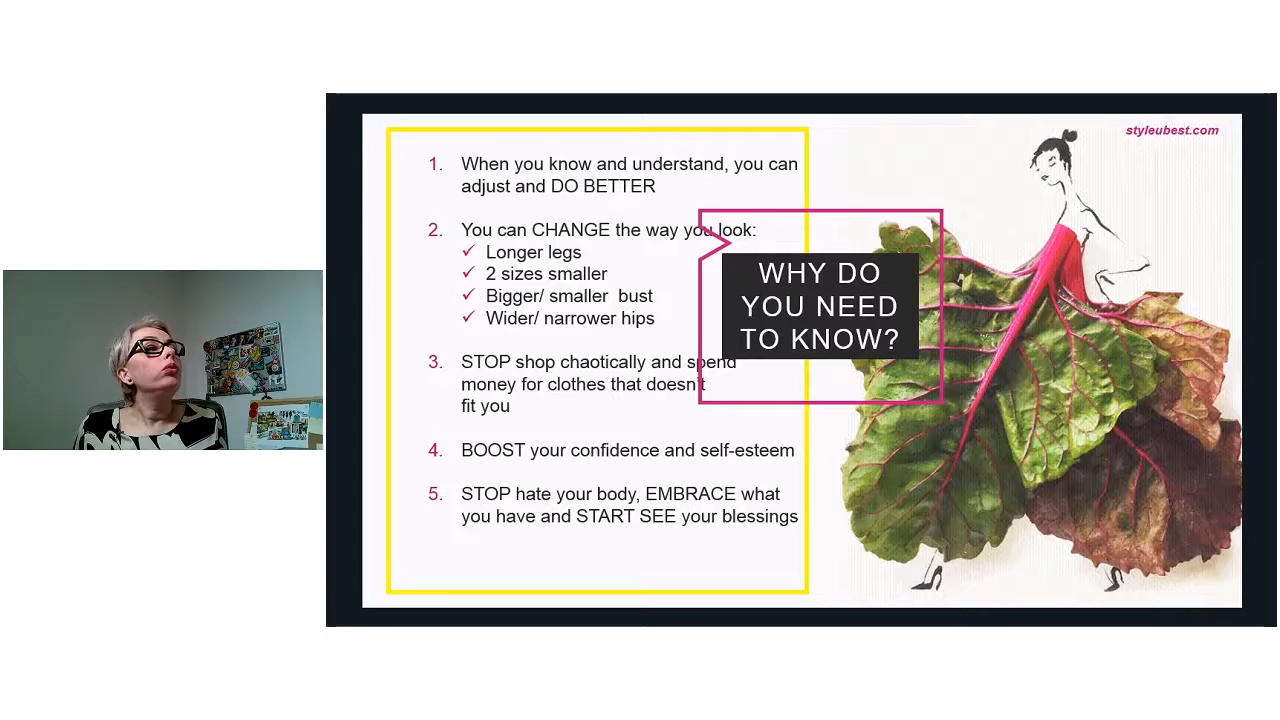 styleubest.com
1. When you know and understand, you can
adjust and DO BETTER
2. You can CHANGE the way you look:
✓ Longer legs
✓ 2 sizes smaller
✓ Bigger/ smaller  bust
✓ Wider/ narrower hips
3. STOP shop chaotically and spend
money for clothes that doesn't
fit you
4. BOOST your confidence and self-esteem
5. STOP hate your body, EMBRACE what
you have and START SEE your blessings
WHY DO
YOU NEED
TO KNOW?